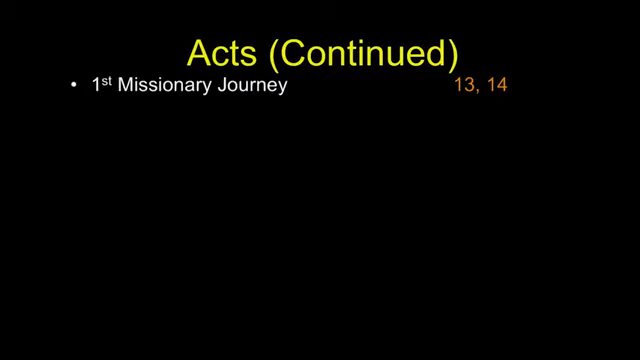 Acts (Continued)
• 1st Missionary Journey 13, 14